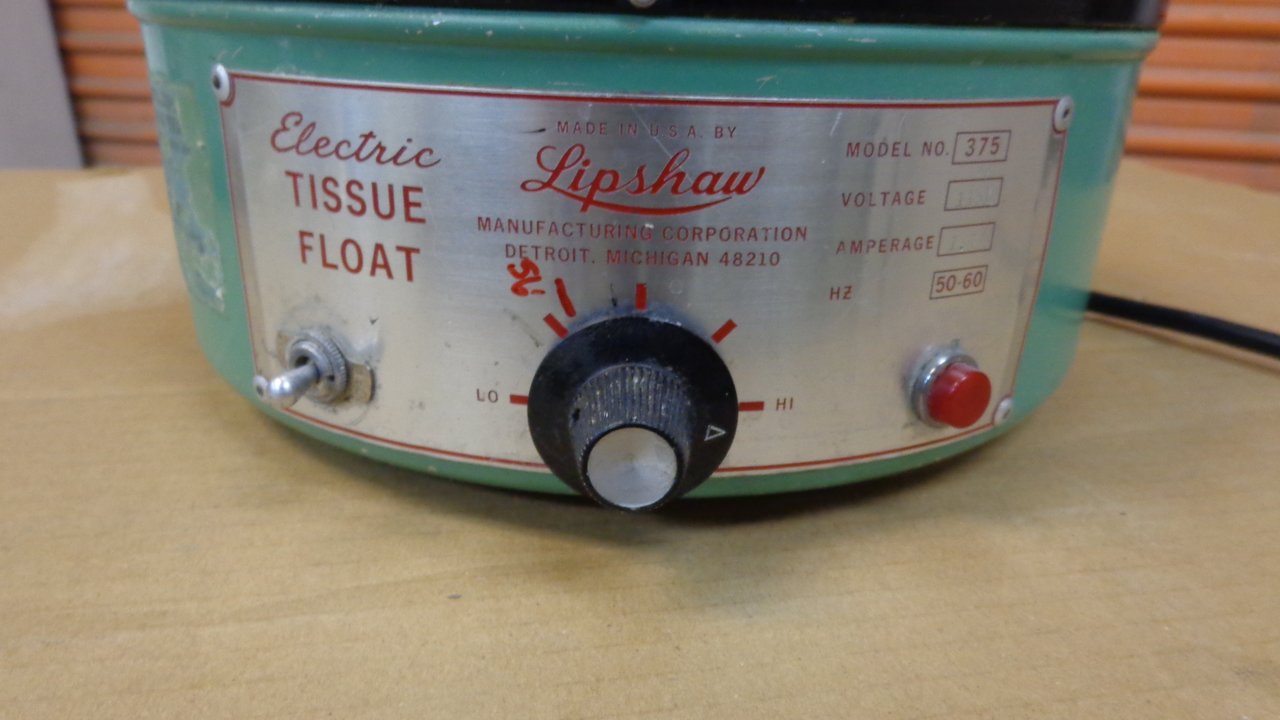 Electric
TISSUE
FLOAT
MADE IN U.S.A. BY
Lipshaw
MANUFACTURING CORPORATION
DETROIT, MICHIGAN 48210
MODEL NO. 375
VOLTAGE
AMPERAGE
HZ 50-60
LO
HI